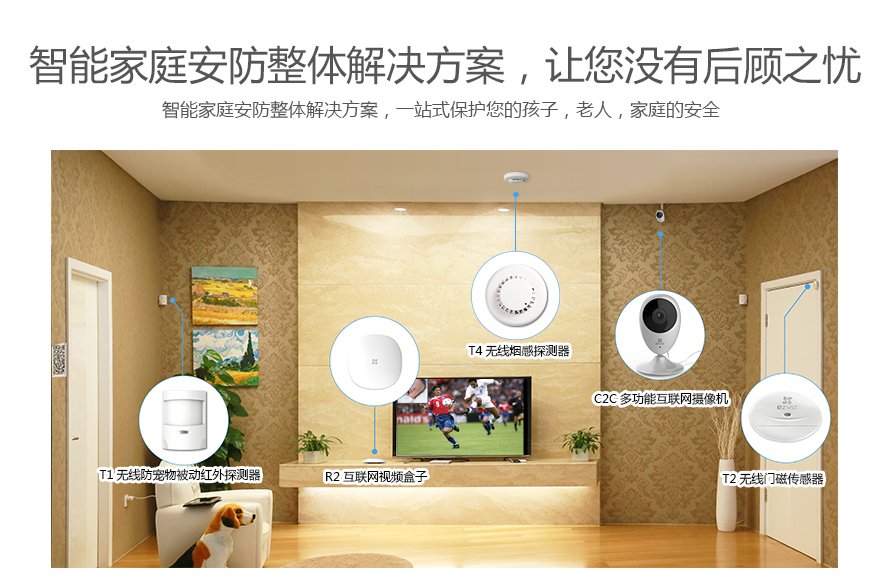 智能家庭安防整体解决方案，让您没有后顾之忧
智能家庭安防整体解决方案，一站式保护您的孩子，老人，家庭的安全
T4 无线烟感探测器
C2C 多功能互联网摄像机
T1 无线防宠物被动红外探测器
R2 互联网视频盒子
EZVIZ
T2 无线门磁传感器